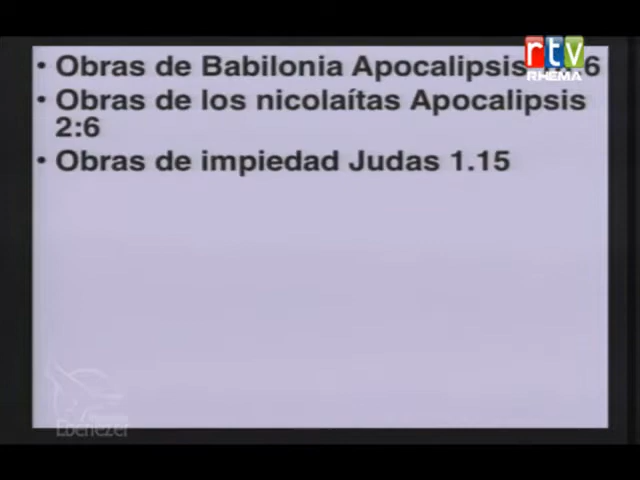 • Obras de Babilonia Apocalipsis
• Obras de los nicolaítas Apocalipsis
2:6
• Obras de impiedad Judas 1.15
rtv
RHEMA
Ebenezer